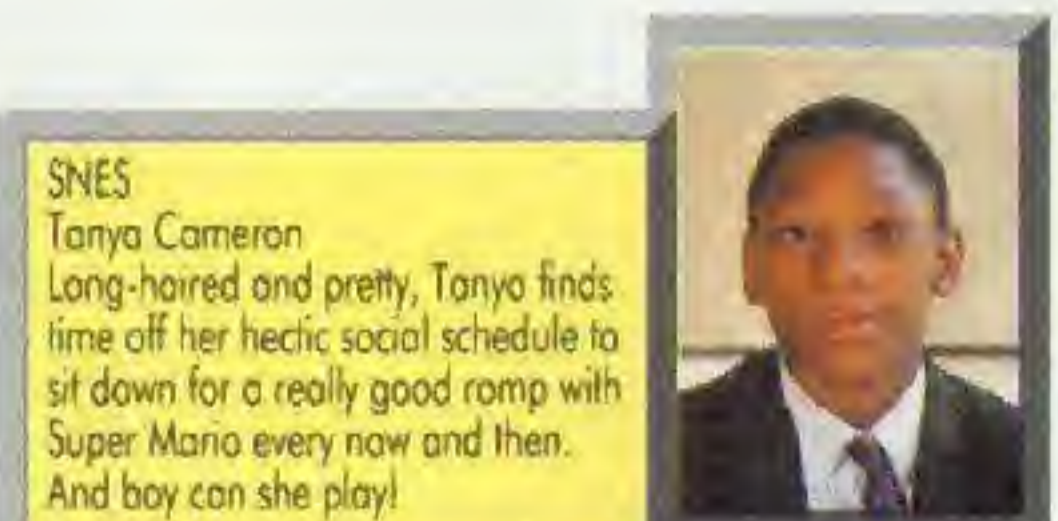 SNES
Tanya Cameron
Long-haired and pretty, Tanya finds
time off her hectic social schedule to
sit down for a really good romp with
Super Mario every now and then.
And boy can she play!